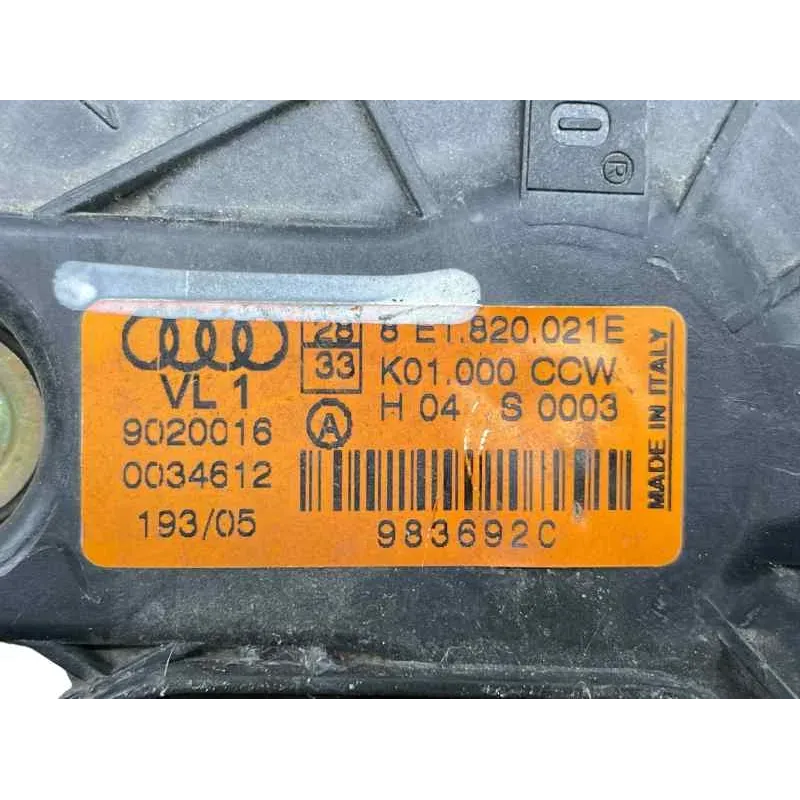 ®
28 8 E1.820.021E
33 K01.000 CCW
VL 1
H 04 S 0003
A
9020016
0034612
193/05
983692C
MADE IN ITALY